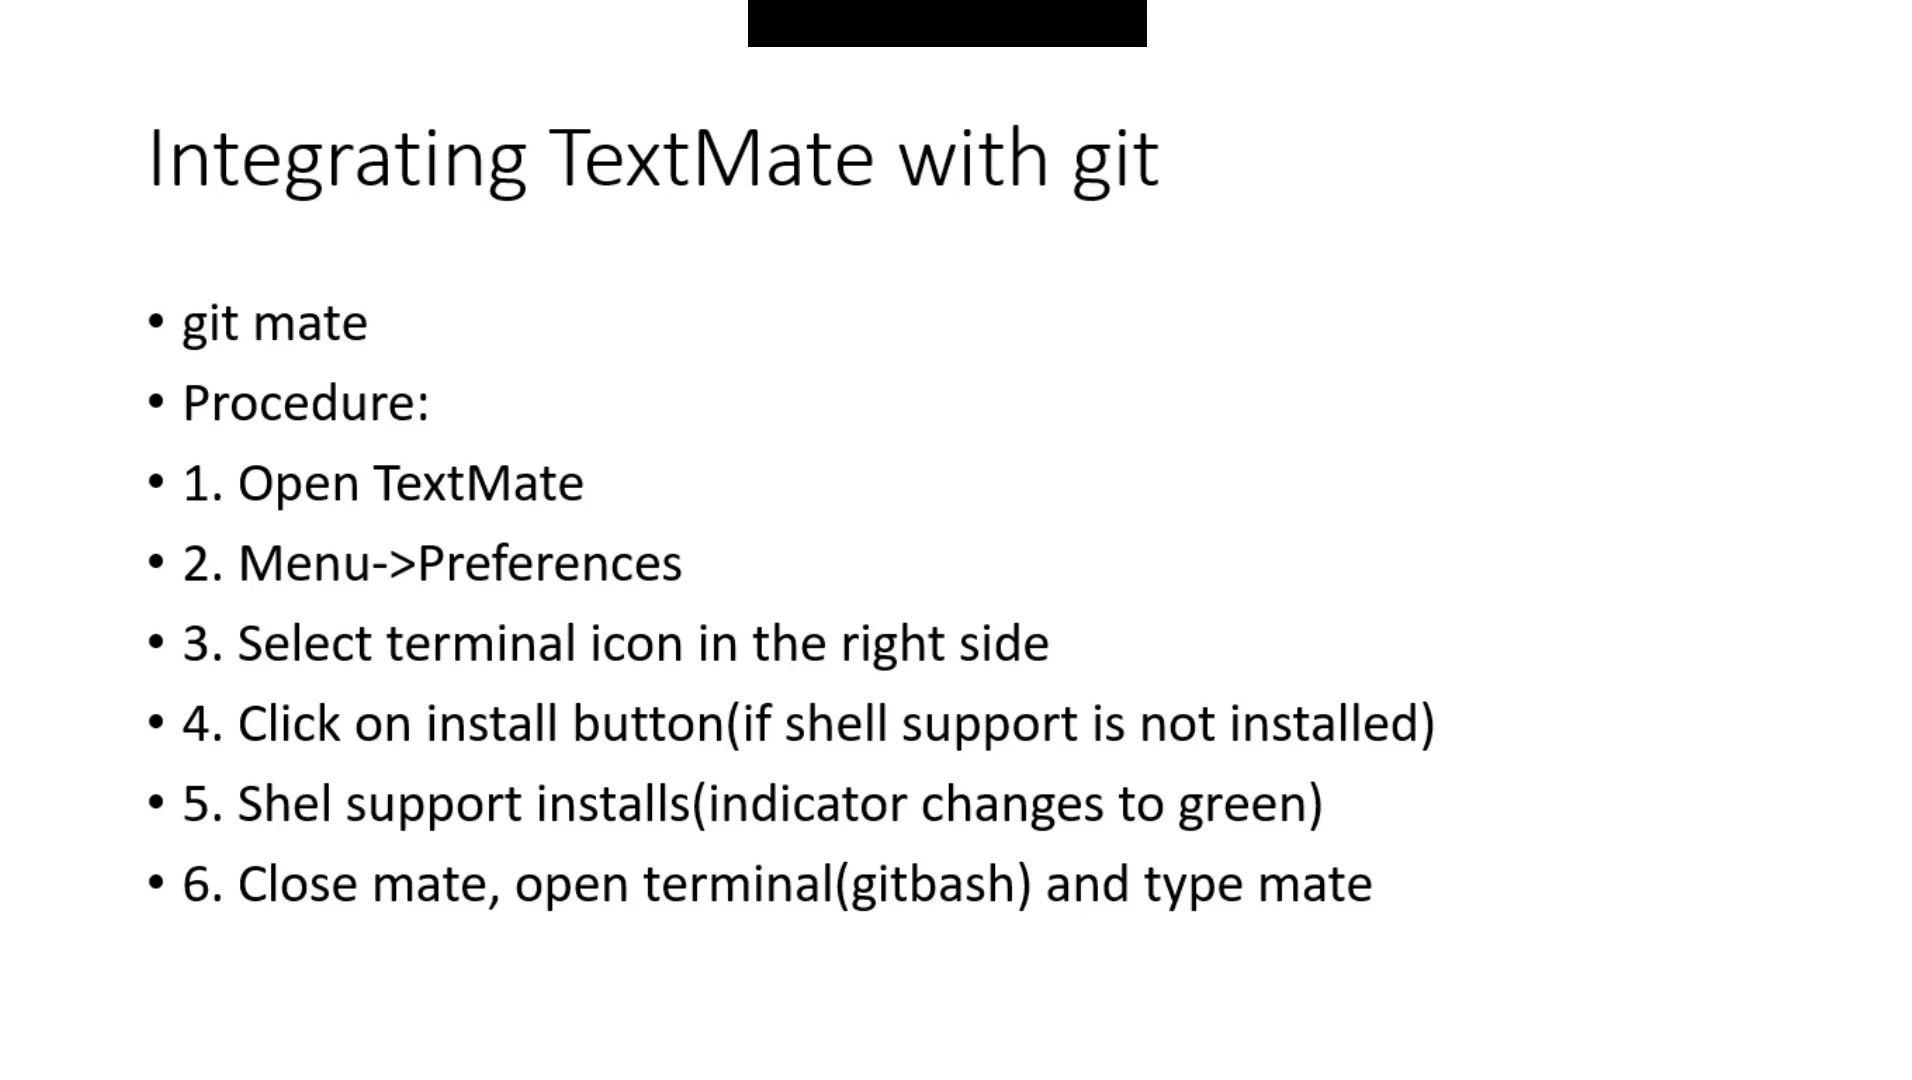 Integrating TextMate with git
• git mate
• Procedure:
• 1. Open TextMate
• 2. Menu->Preferences
• 3. Select terminal icon in the right side
• 4. Click on install button(if shell support is not installed)
• 5. Shel support installs(indicator changes to green)
• 6. Close mate, open terminal(gitbash) and type mate